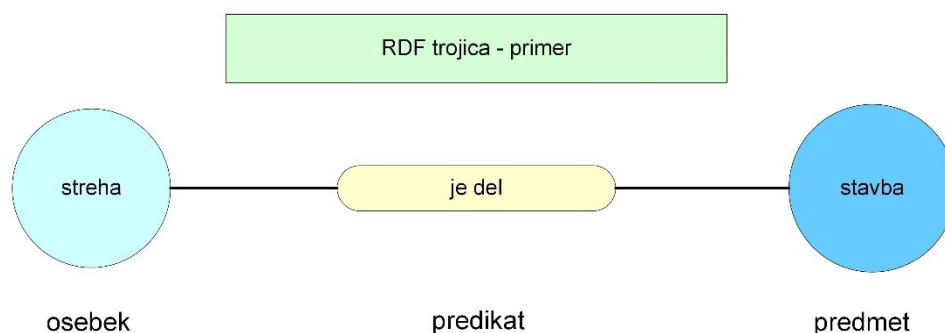 RDF trojica - primer
streha
je del
stavba
osebek
predikat
predmet